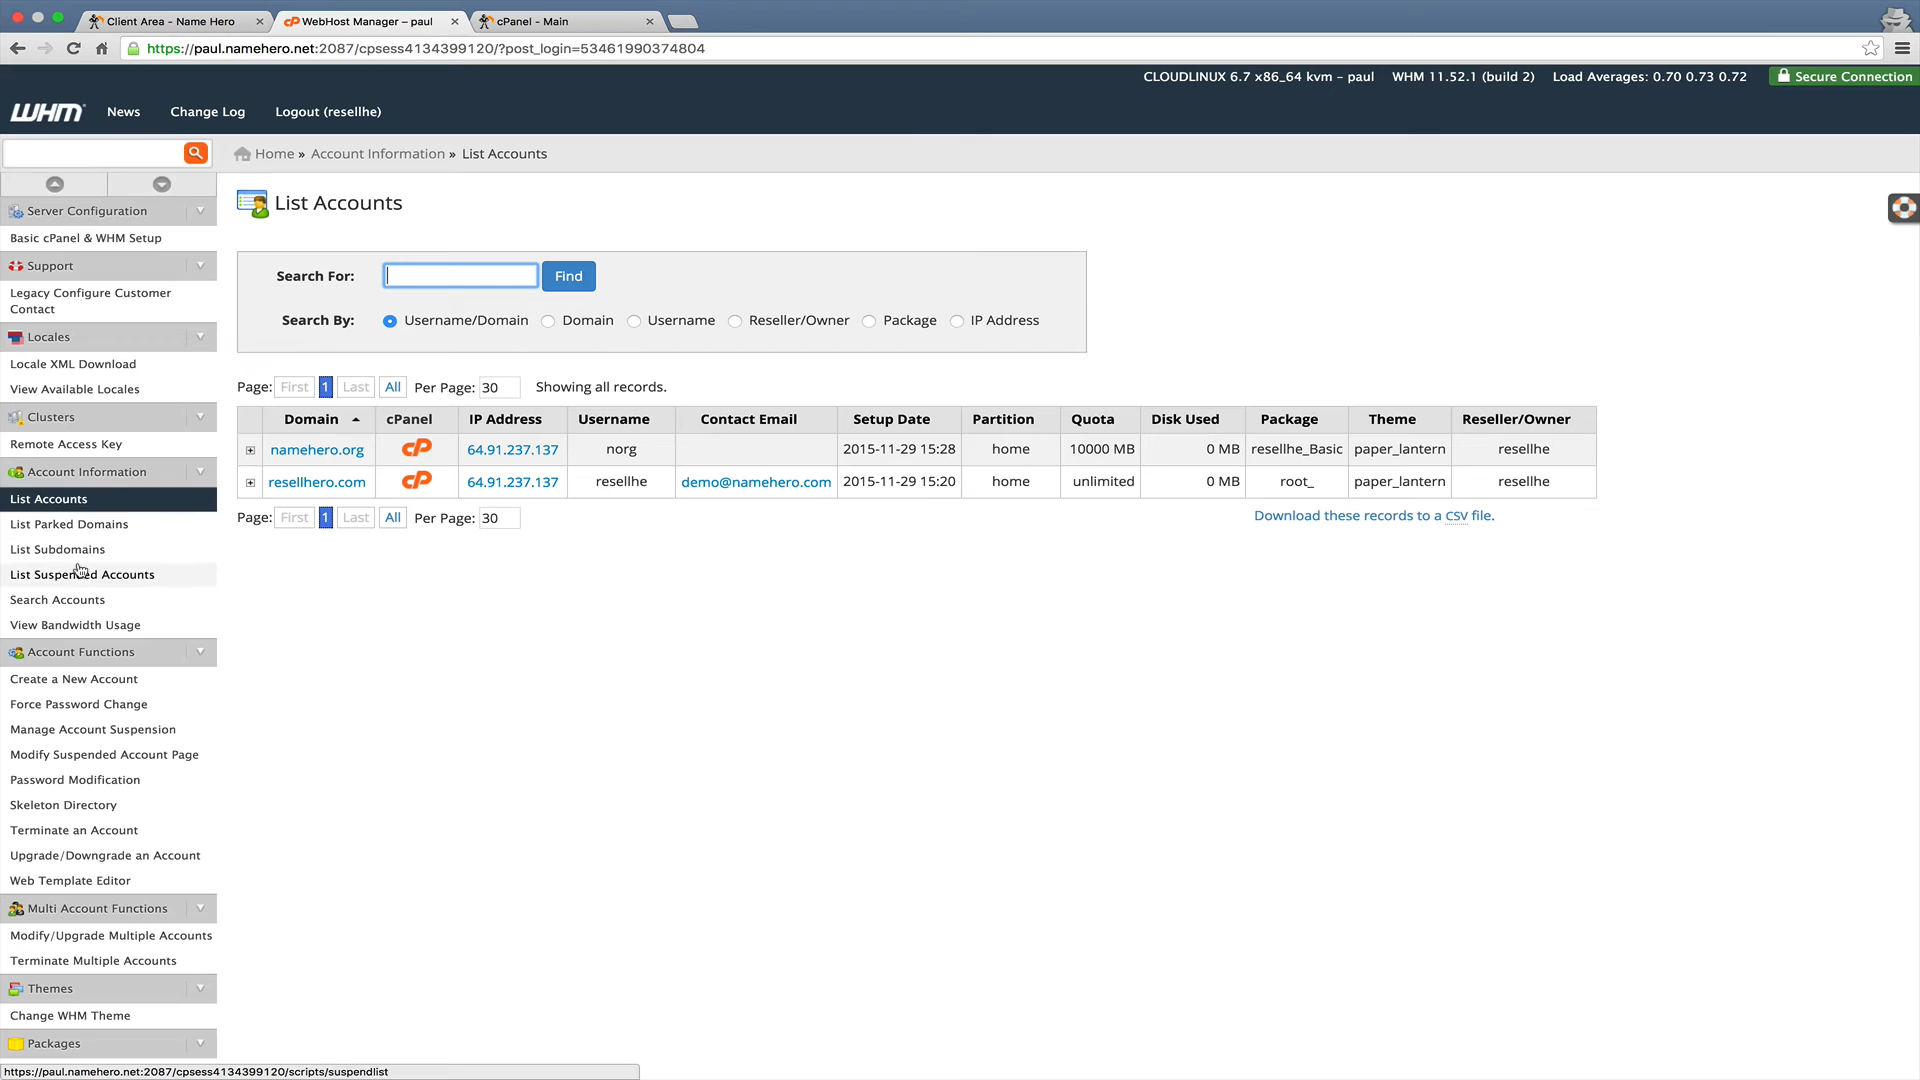 Client Area - Name Hero
WebHost Manager – paul
cPanel - Main
https://paul.namehero.net:2087/cpsess4134399120/?post_login=53461990374804
CLOUDLINUX 6.7 x86_64 kvm – paul WHM 11.52.1 (build 2) Load Averages: 0.70 0.73 0.72 Secure Connection
WHM News Change Log Logout (resellhe)
Home » Account Information » List Accounts
Server Configuration
Basic cPanel & WHM Setup
Support
Legacy Configure Customer
Contact
Locales
Locale XML Download
View Available Locales
Clusters
Remote Access Key
Account Information
List Accounts
List Parked Domains
List Subdomains
List Suspended Accounts
Search Accounts
View Bandwidth Usage
Account Functions
Create a New Account
Force Password Change
Manage Account Suspension
Modify Suspended Account Page
Password Modification
Skeleton Directory
Terminate an Account
Upgrade/Downgrade an Account
Web Template Editor
Multi Account Functions
Modify/Upgrade Multiple Accounts
Terminate Multiple Accounts
Themes
Change WHM Theme
Packages
List Accounts
Search For: Find
Search By: Username/Domain Domain Username Reseller/Owner Package IP Address
Page: First 1 Last All Per Page: 30 Showing all records.
Domain cPanel IP Address Username Contact Email Setup Date Partition Quota Disk Used Package Theme Reseller/Owner
namehero.org cP 64.91.237.137 norg 2015-11-29 15:28 home 10000 MB 0 MB resellhe_Basic paper_lantern resellhe
resellhero.com cP 64.91.237.137 resellhe demo@namehero.com 2015-11-29 15:20 home unlimited 0 MB root_ paper_lantern resellhe
Page: First 1 Last All Per Page: 30
Download these records to a CSV file.
https://paul.namehero.net:2087/cpsess4134399120/scripts/suspendlist